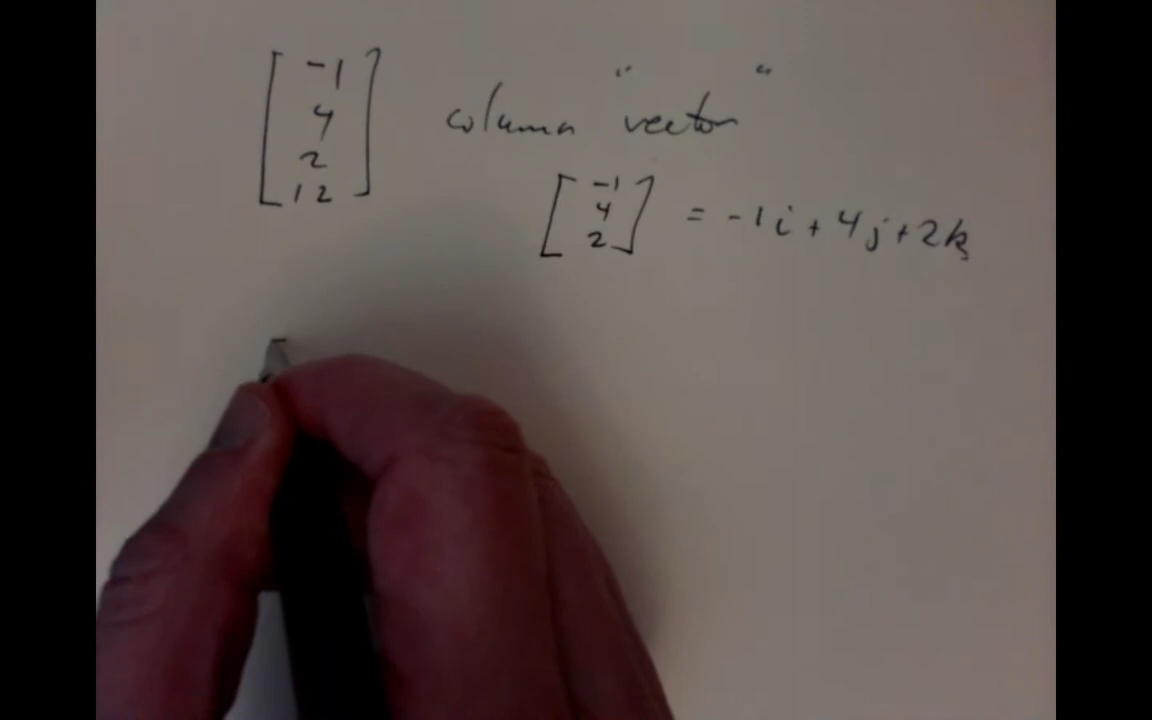 [-1
4
2
12] column "vector"
[-1
4
2] = -1i + 4j + 2k